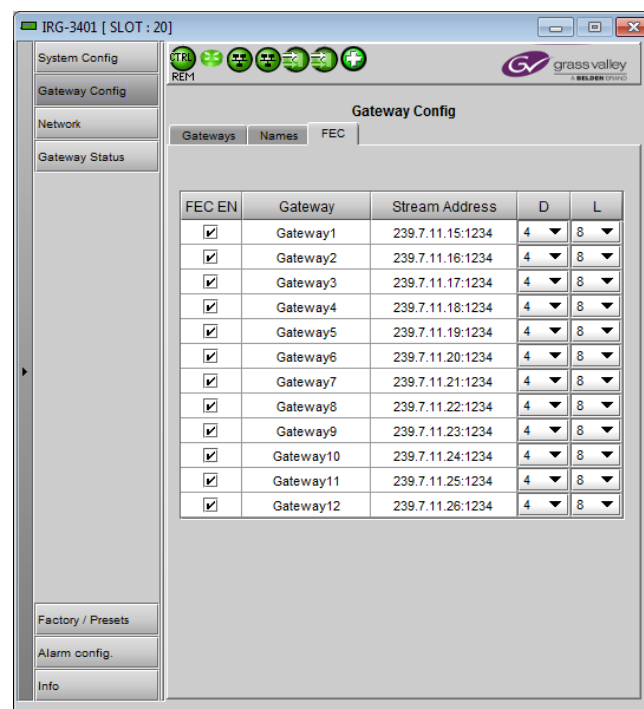 IRG-3401 [ SLOT : 20]
System Config
Gateway Config
Network
Gateway Status
Factory / Presets
Alarm config.
Info
CTRL
REM
GV grass valley
A BELDEN BRAND
Gateway Config
Gateways Names FEC
FEC EN Gateway Stream Address D L
Gateway1 239.7.11.15:1234 4 8
Gateway2 239.7.11.16:1234 4 8
Gateway3 239.7.11.17:1234 4 8
Gateway4 239.7.11.18:1234 4 8
Gateway5 239.7.11.19:1234 4 8
Gateway6 239.7.11.20:1234 4 8
Gateway7 239.7.11.21:1234 4 8
Gateway8 239.7.11.22:1234 4 8
Gateway9 239.7.11.23:1234 4 8
Gateway10 239.7.11.24:1234 4 8
Gateway11 239.7.11.25:1234 4 8
Gateway12 239.7.11.26:1234 4 8